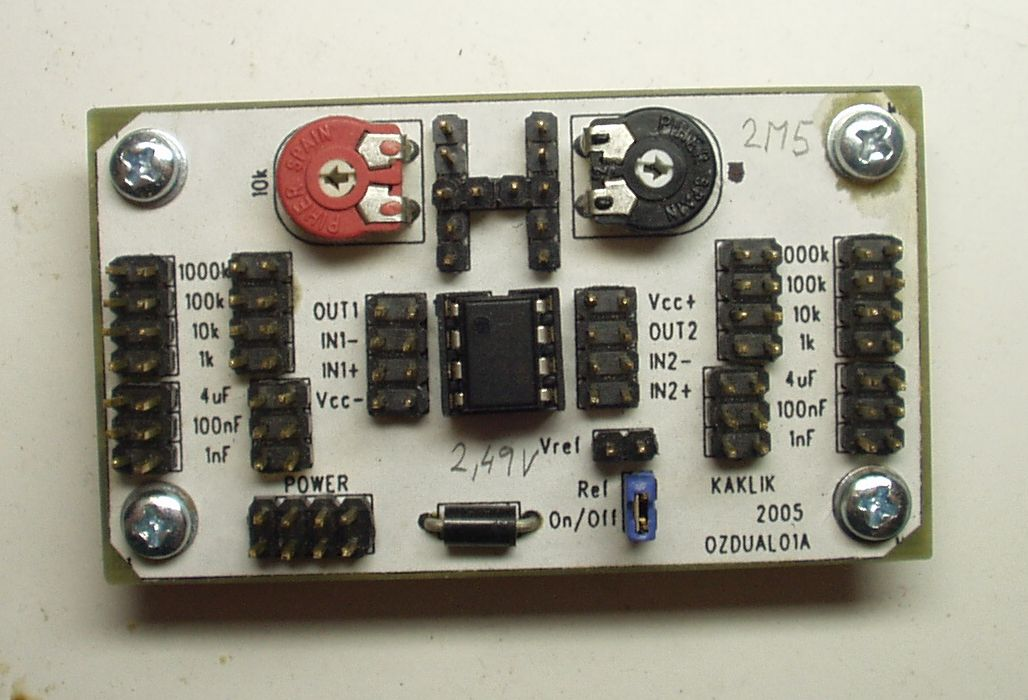 PIHER SPAIN
10k
PIHER SPAIN
2M5
1000k
100k
10k
1k
4uF
100nF
1nF
OUT1
IN1-
IN1+
Vcc-
Vcc+
OUT2
IN2-
IN2+
000k
100k
10k
1k
4uF
100nF
1nF
2,49V
Vref
POWER
Ref
On/Off
KAKLIK
2005
OZDUAL01A